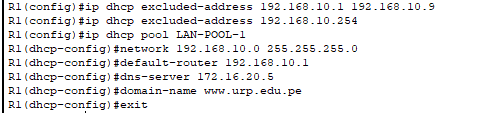 R1(config)#ip dhcp excluded-address 192.168.10.1 192.168.10.9
R1(config)#ip dhcp excluded-address 192.168.10.254
R1(config)#ip dhcp pool LAN-POOL-1
R1(dhcp-config)#network 192.168.10.0 255.255.255.0
R1(dhcp-config)#default-router 192.168.10.1
R1(dhcp-config)#dns-server 172.16.20.5
R1(dhcp-config)#domain-name www.urp.edu.pe
R1(dhcp-config)#exit